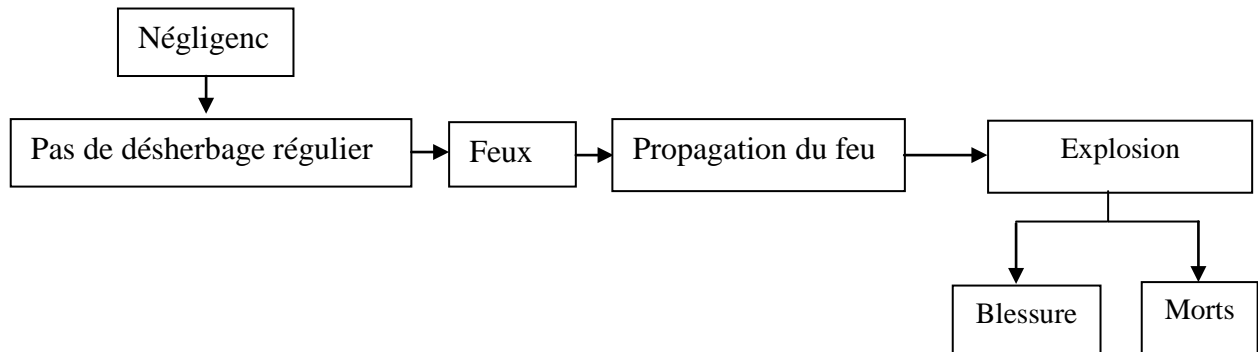 Négligenc
Pas de désherbage régulier
Feux
Propagation du feu
Explosion
Blessure
Morts